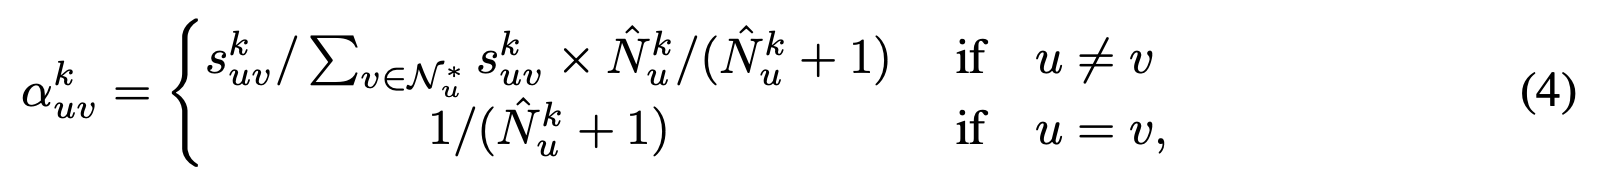 α^k_{uv} = { s^k_{uv} / ∑_{v∈𝒩^*_u} s^k_{uv} × N̂^k_u / (N̂^k_u + 1) if u ≠ v
1 / (N̂^k_u + 1) if u = v, (4)